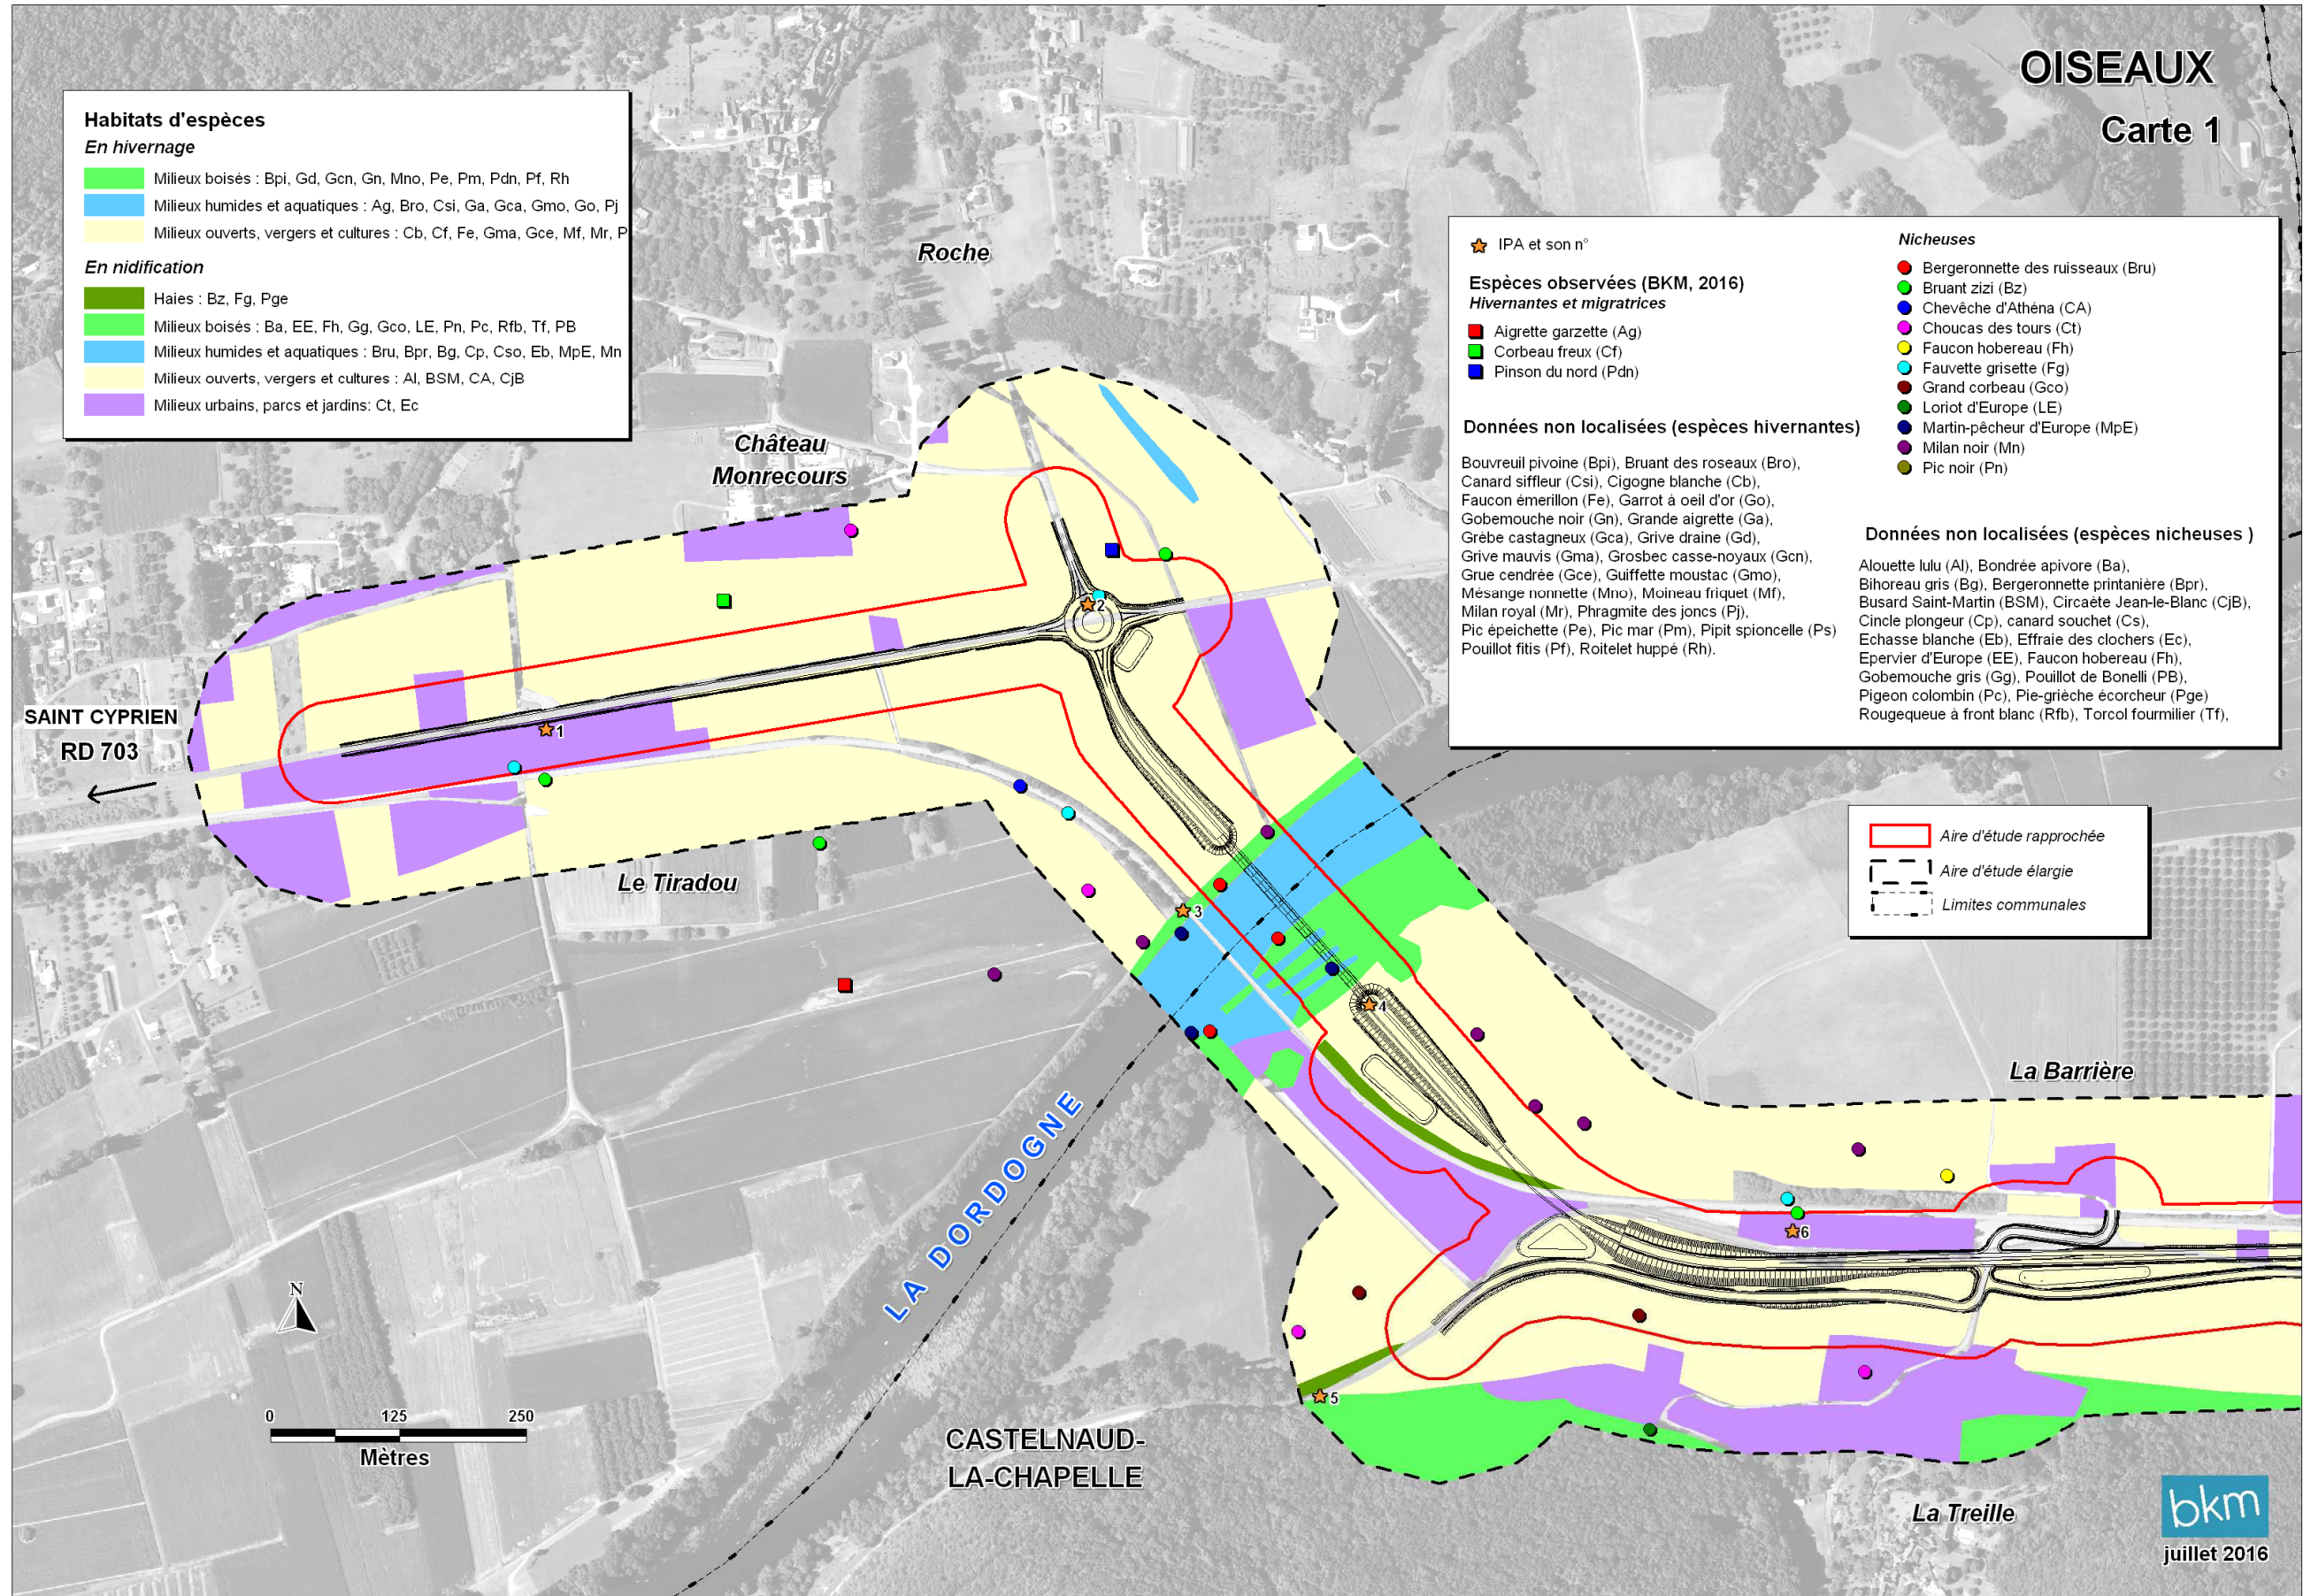 OISEAUX
Carte 1
Habitats d'espèces
En hivernage
Milieux boisés : Bpi, Gd, Gcn, Gn, Mno, Pe, Pm, Pdn, Pf, Rh
Milieux humides et aquatiques : Ag, Bro, Csi, Ga, Gca, Gmo, Go, Pj
Milieux ouverts, vergers et cultures : Cb, Cf, Fe, Gma, Gce, Mf, Mr, P
En nidification
Haies : Bz, Fg, Pge
Milieux boisés : Ba, EE, Fh, Gg, Gco, LE, Pn, Pc, Rfb, Tf, PB
Milieux humides et aquatiques : Bru, Bpr, Bg, Cp, Cso, Eb, MpE, Mn
Milieux ouverts, vergers et cultures : Al, BSM, CA, CjB
Milieux urbains, parcs et jardins: Ct, Ec
IPA et son n°
Espèces observées (BKM, 2016)
Hivernantes et migratrices
Aigrette garzette (Ag)
Corbeau freux (Cf)
Pinson du nord (Pdn)
Données non localisées (espèces hivernantes)
Bouvreuil pivoine (Bpi), Bruant des roseaux (Bro),
Canard siffleur (Csi), Cigogne blanche (Cb),
Faucon émerillon (Fe), Garrot à oeil d'or (Go),
Gobemouche noir (Gn), Grande aigrette (Ga),
Grèbe castagneux (Gca), Grive draine (Gd),
Grive mauvis (Gma), Grosbec casse-noyaux (Gcn),
Grue cendrée (Gce), Guiffette moustac (Gmo),
Mésange nonnette (Mno), Moineau friquet (Mf),
Milan royal (Mr), Phragmite des joncs (Pj),
Pic épeichette (Pe), Pic mar (Pm), Pipit spioncelle (Ps)
Pouillot fitis (Pf), Roitelet huppé (Rh).
Nicheuses
Bergeronnette des ruisseaux (Bru)
Bruant zizi (Bz)
Chevêche d'Athéna (CA)
Choucas des tours (Ct)
Faucon hobereau (Fh)
Fauvette grisette (Fg)
Grand corbeau (Gco)
Loriot d'Europe (LE)
Martin-pêcheur d'Europe (MpE)
Milan noir (Mn)
Pic noir (Pn)
Données non localisées (espèces nicheuses )
Alouette lulu (Al), Bondrée apivore (Ba),
Bihoreau gris (Bg), Bergeronnette printanière (Bpr),
Busard Saint-Martin (BSM), Circaète Jean-le-Blanc (CjB),
Cincle plongeur (Cp), canard souchet (Cs),
Echasse blanche (Eb), Effraie des clochers (Ec),
Epervier d'Europe (EE), Faucon hobereau (Fh),
Gobemouche gris (Gg), Pouillot de Bonelli (PB),
Pigeon colombin (Pc), Pie-grièche écorcheur (Pge)
Rougequeue à front blanc (Rfb), Torcol fourmilier (Tf),
Aire d'étude rapprochée
Aire d'étude élargie
Limites communales
Roche
Château
Monrecours
2
SAINT CYPRIEN
RD 703
1
Le Tiradou
3
4
La Barrière
LA DORDOGNE
6
N
5
0 125 250
Mètres
CASTELNAUD-
LA-CHAPELLE
La Treille
bkm
juillet 2016